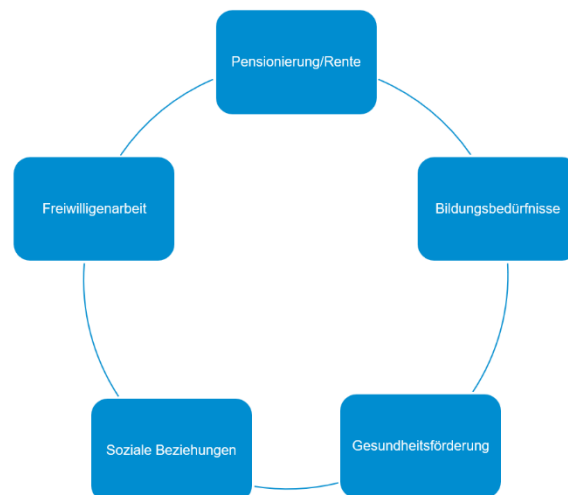 Pensionierung/Rente
Freiwilligenarbeit
Bildungsbedürfnisse
Soziale Beziehungen
Gesundheitsförderung